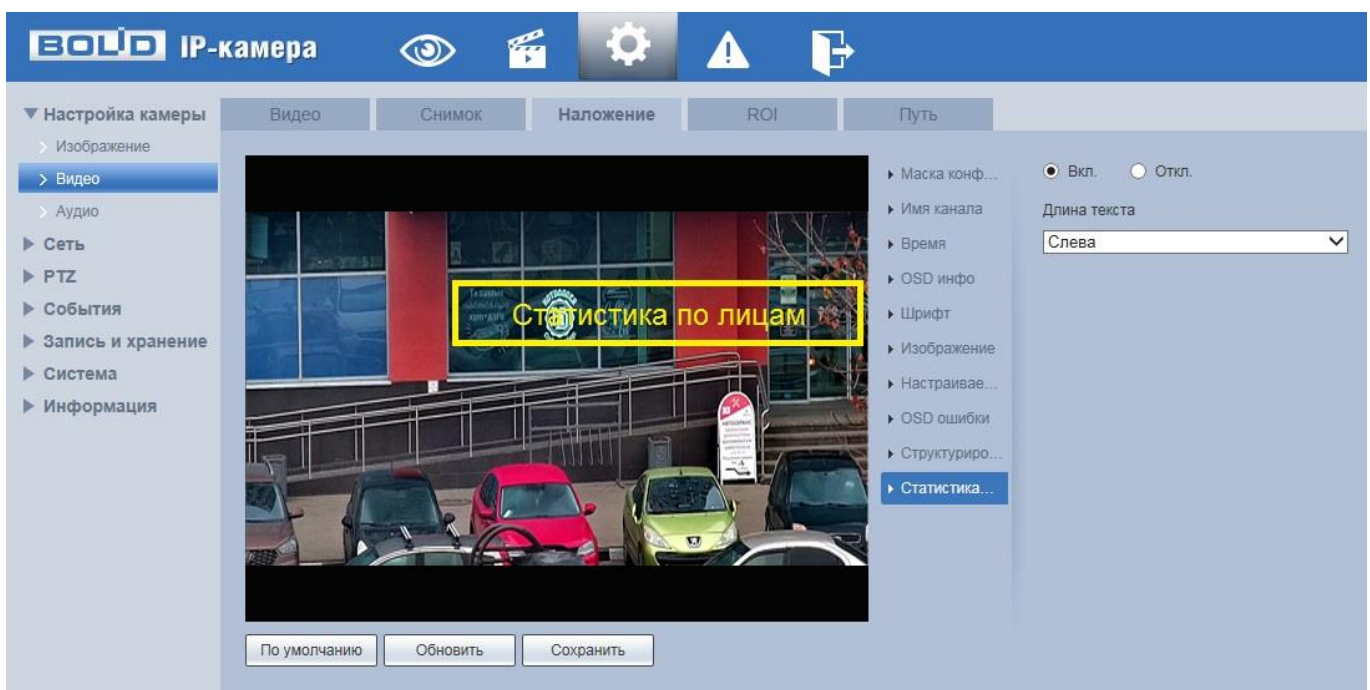 BOLID IP-камера
Настройка камеры
Изображение
Видео
Аудио
Сеть
PTZ
События
Запись и хранение
Система
Информация
Видео Снимок Наложение ROI Путь
Статистика по лицам
АВТОСЕРВИС
Маска конф...
Имя канала
Время
OSD инфо
Шрифт
Изображение
Настраивае...
OSD ошибки
Структуриро...
Статистика...
Вкл. Откл.
Длина текста
Слева
По умолчанию Обновить Сохранить